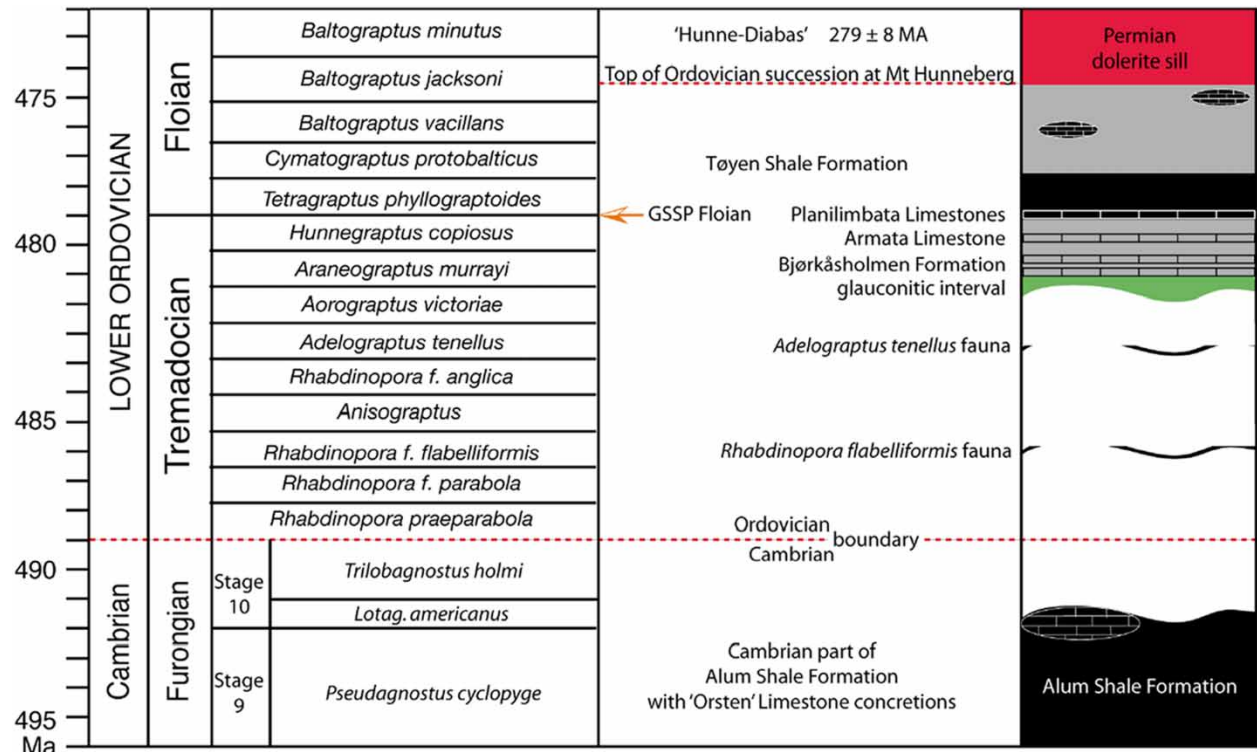 475
480
485
490
495
Ma
LOWER ORDOVICIAN
Cambrian
Floian
Tremadocian
Furongian
Stage
10
Stage
9
Baltograptus minutus
Baltograptus jacksoni
Baltograptus vacillans
Cymatograptus protobalticus
Tetragraptus phyllograptoides
Hunnegraptus copiosus
Araneograptus murrayi
Aorograptus victoriae
Adelograptus tenellus
Rhabdinopora f. anglica
Anisograptus
Rhabdinopora f. flabelliformis
Rhabdinopora f. parabola
Rhabdinopora praeparabola
Trilobagnostus holmi
Lotag. americanus
Pseudagnostus cyclopyge
‘Hunne-Diabas’ 279 ± 8 MA
Top of Ordovician succession at Mt Hunneberg
Tøyen Shale Formation
GSSP Floian
Planilimbata Limestones
Armata Limestone
Bjørkåsholmen Formation
glauconitic interval
Adelograptus tenellus fauna
Rhabdinopora flabelliformis fauna
Ordovician
boundary
Cambrian
Cambrian part of
Alum Shale Formation
with ‘Orsten’ Limestone concretions
Permian
dolerite sill
Alum Shale Formation